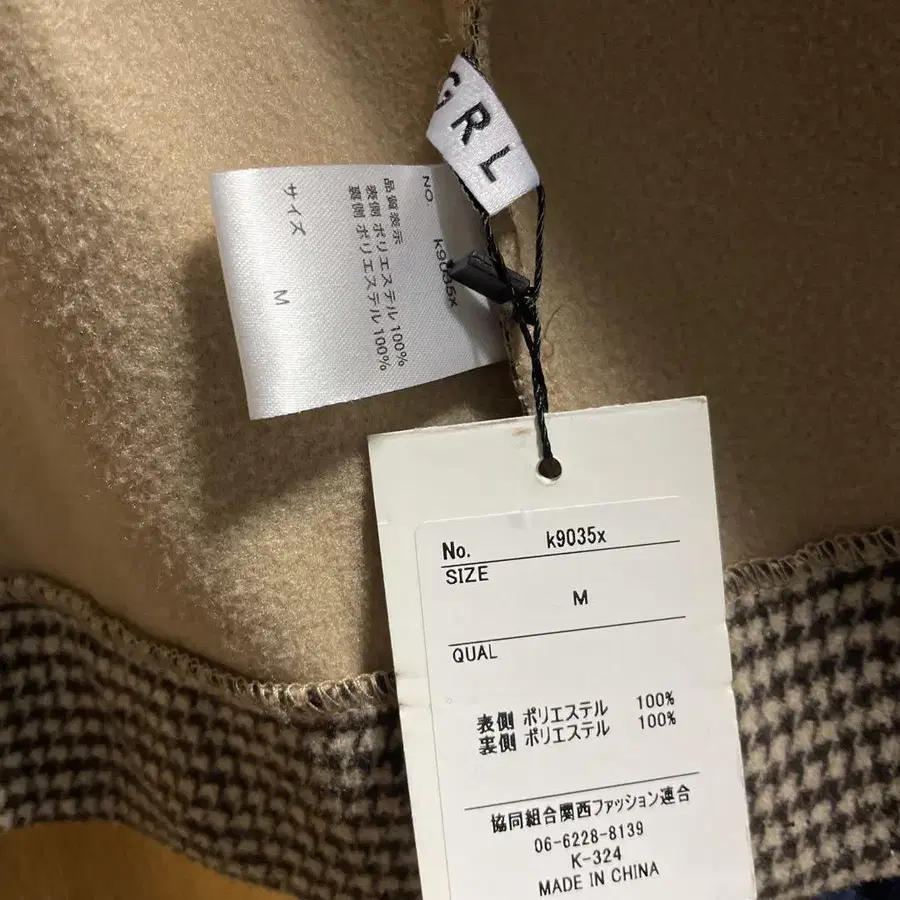 GRL
NO. k9035x
品質表示
表側 ポリエステル 100%
裏側 ポリエステル 100%
サイズ M
No. k9035x
SIZE
M
QUAL
表側 ポリエステル 100%
裏側 ポリエステル 100%
協同組合関西ファッション連合
06-6228-8139
K-324
MADE IN CHINA